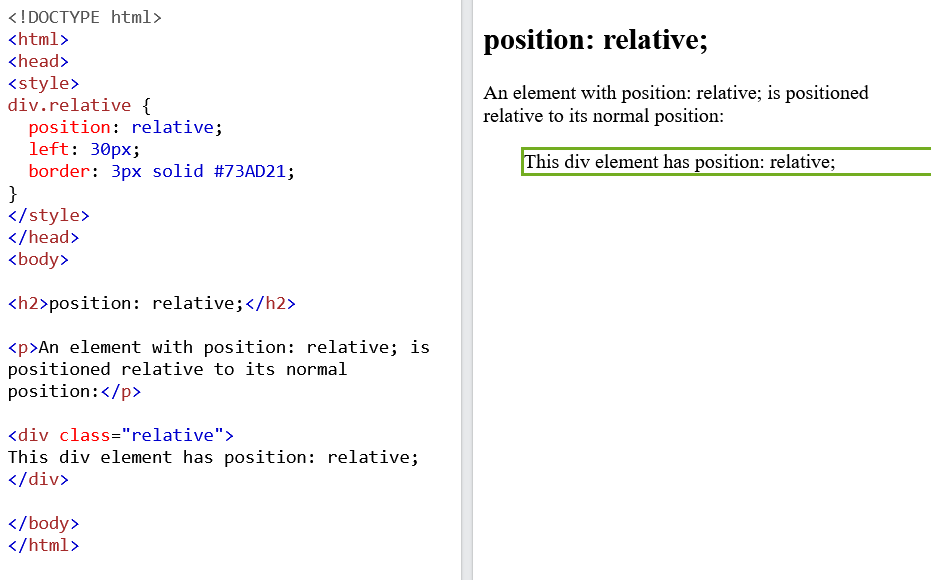 <!DOCTYPE html>
<html>
<head>
<style>
div.relative {
  position: relative;
  left: 30px;
  border: 3px solid #73AD21;
}
</style>
</head>
<body>
<h2>position: relative;</h2>
<p>An element with position: relative; is
positioned relative to its normal
position:</p>
<div class="relative">
This div element has position: relative;
</div>
</body>
</html>
position: relative;
An element with position: relative; is positioned
relative to its normal position:
This div element has position: relative;